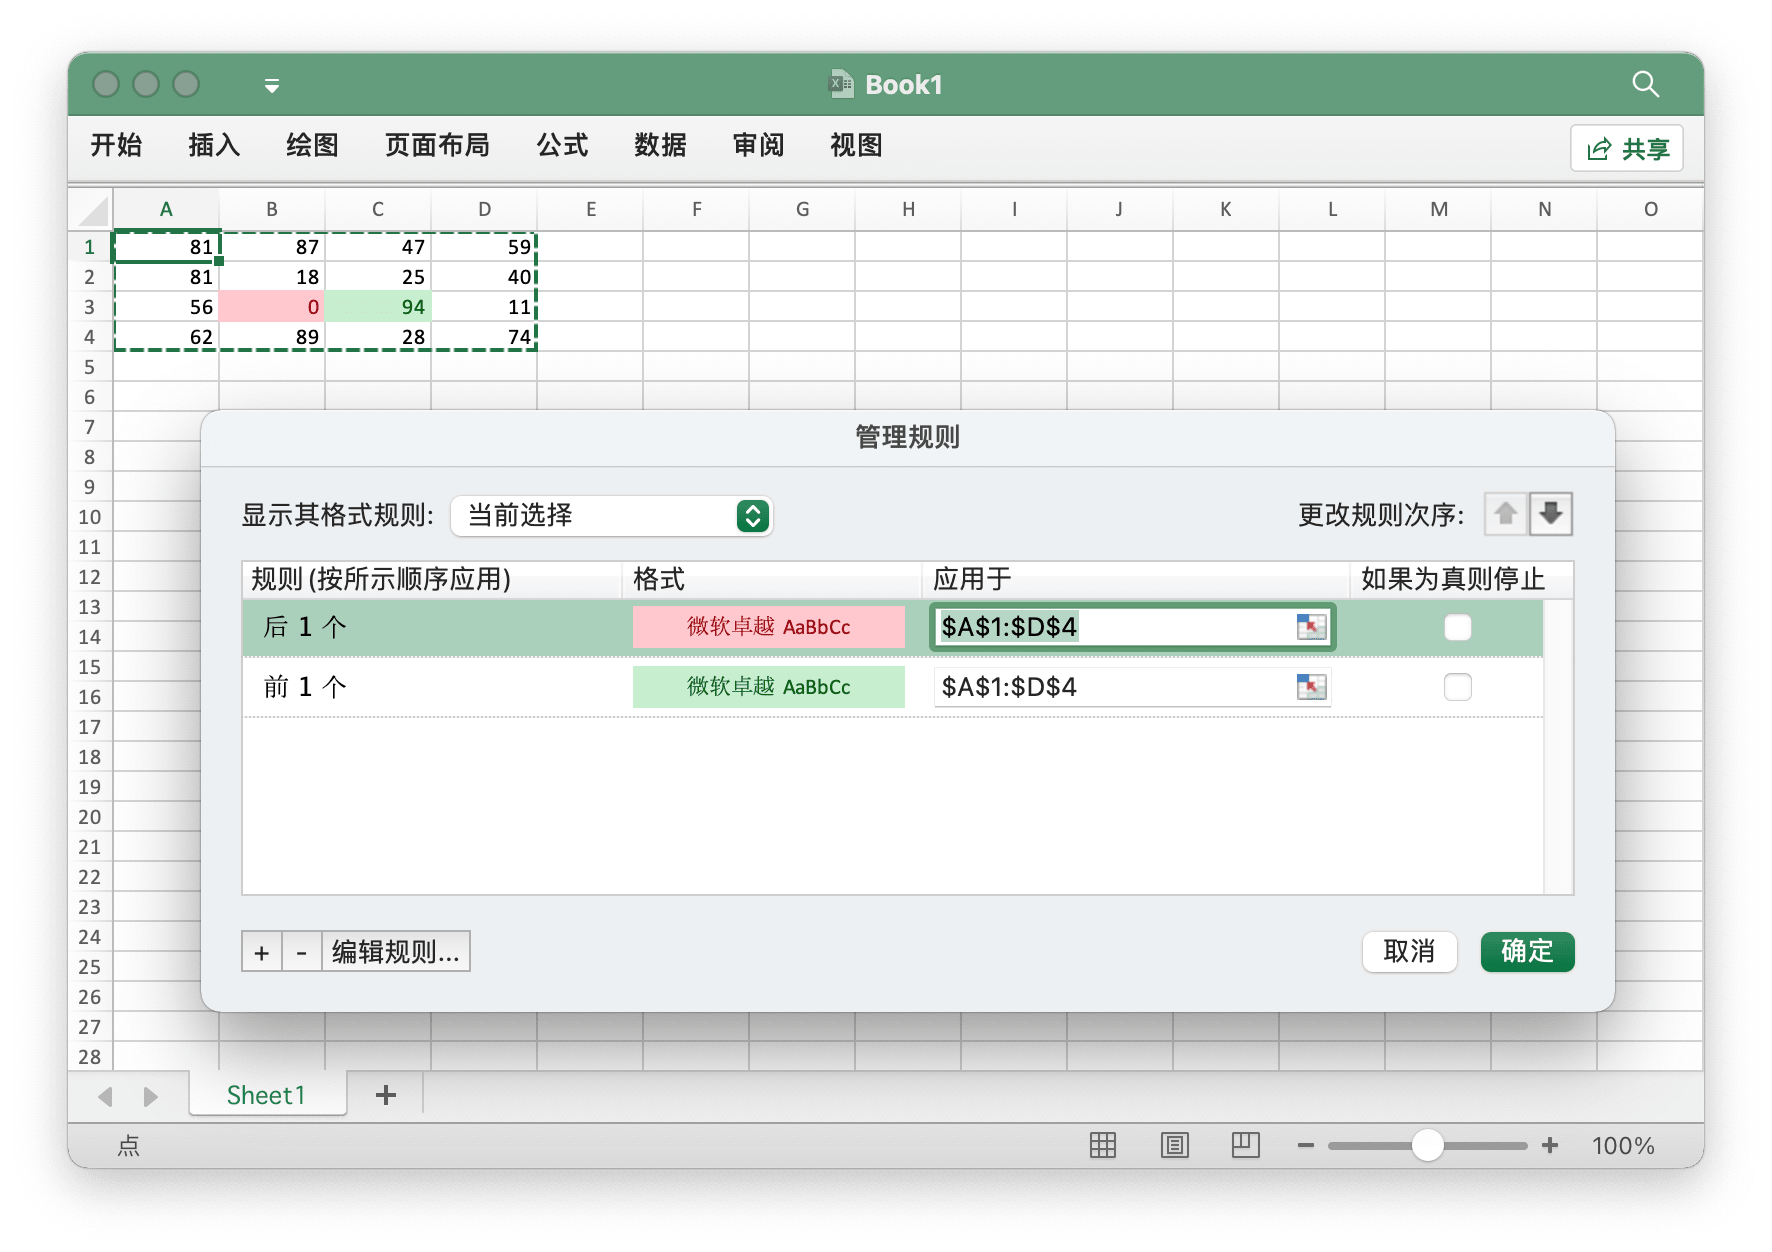 Book1
开始 插入 绘图 页面布局 公式 数据 审阅 视图 共享
A B C D E F G H I J K L M N O
1 81 87 47 59
2 81 18 25 40
3 56 0 94 11
4 62 89 28 74
5
6
7
8
9
10
11
12
13
14
15
16
17
18
19
20
21
22
23
24
25
26
27
28
管理规则
显示其格式规则: 当前选择 更改规则次序:
规则 (按所示顺序应用) 格式 应用于 如果为真则停止
后 1 个 微软卓越 AaBbCc $A$1:$D$4
前 1 个 微软卓越 AaBbCc $A$1:$D$4
+ - 编辑规则... 取消 确定
Sheet1 +
点 100%